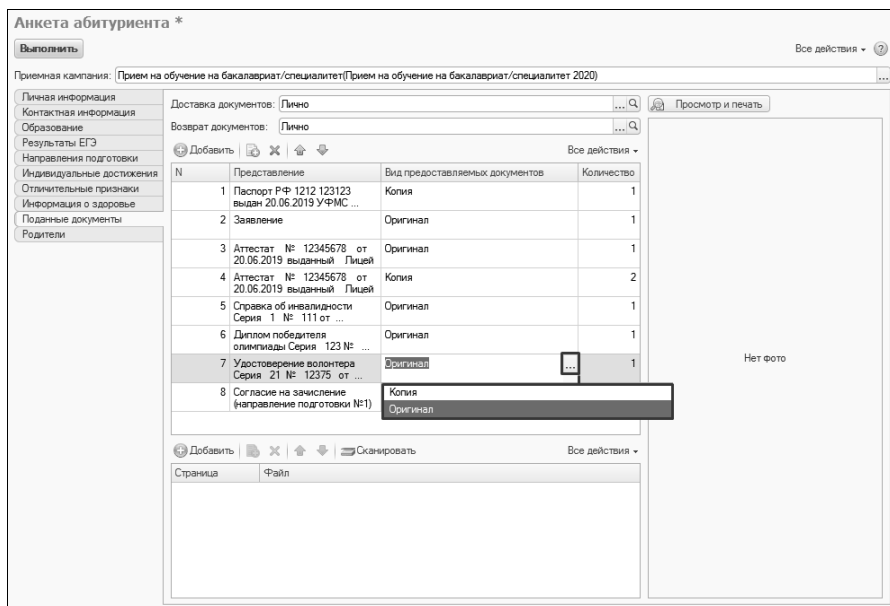 Анкета абитуриента *
Выполнить
Все действия
?
Приемная кампания: Прием на обучение на бакалавриат/специалитет(Прием на обучение на бакалавриат/специалитет 2020) ...
Личная информация
Контактная информация
Образование
Результаты ЕГЭ
Направления подготовки
Индивидуальные достижения
Отличительные признаки
Информация о здоровье
Поданные документы
Родители
Доставка документов: Лично ...
Возврат документов: Лично ...
Добавить
Все действия
N Представление Вид предоставляемых документов Количество
1 Паспорт РФ 1212 123123 Копия 1
выдан 20.06.2019 УФМС ...
2 Заявление Оригинал 1
3 Аттестат № 12345678 от Оригинал 1
20.06.2019 выданный Лицей
4 Аттестат № 12345678 от Копия 2
20.06.2019 выданный Лицей
5 Справка об инвалидности Оригинал 1
Серия 1 № 111 от ...
6 Диплом победителя Оригинал 1
олимпиады Серия 123 № ...
7 Удостоверение волонтера Оригинал ... 1
Серия 21 № 12375 от ...
8 Согласие на зачисление
(направление подготовки №1)
Копия
Оригинал
Добавить Сканировать Все действия
Страница Файл
Просмотр и печать
Нет фото